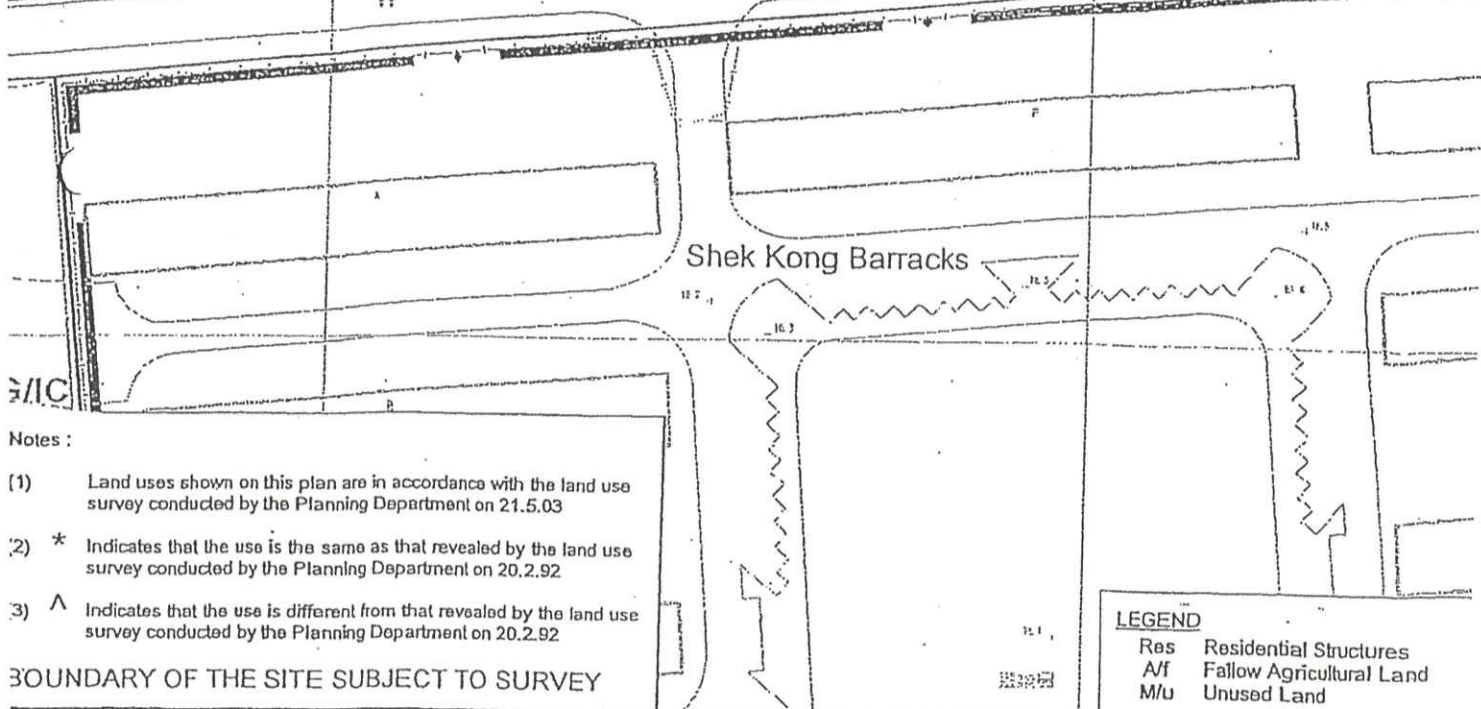 Shek Kong Barracks
G/IC
Notes :
(1) Land uses shown on this plan are in accordance with the land use
survey conducted by the Planning Department on 21.5.03
(2) * Indicates that the use is the same as that revealed by the land use
survey conducted by the Planning Department on 20.2.92
(3) ^ Indicates that the use is different from that revealed by the land use
survey conducted by the Planning Department on 20.2.92
BOUNDARY OF THE SITE SUBJECT TO SURVEY
LEGEND
Res Residential Structures
A/f Fallow Agricultural Land
M/u Unused Land